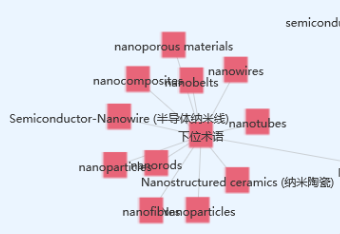 semicondu
nanoporous materials
nanocomposites
nanobelts
nanowires
Semiconductor-Nanowire (半导体纳米线)
nanotubes
下位术语
nanoparticles
nanorods
Nanostructured ceramics (纳米陶瓷)
nanofibres
nanoparticles